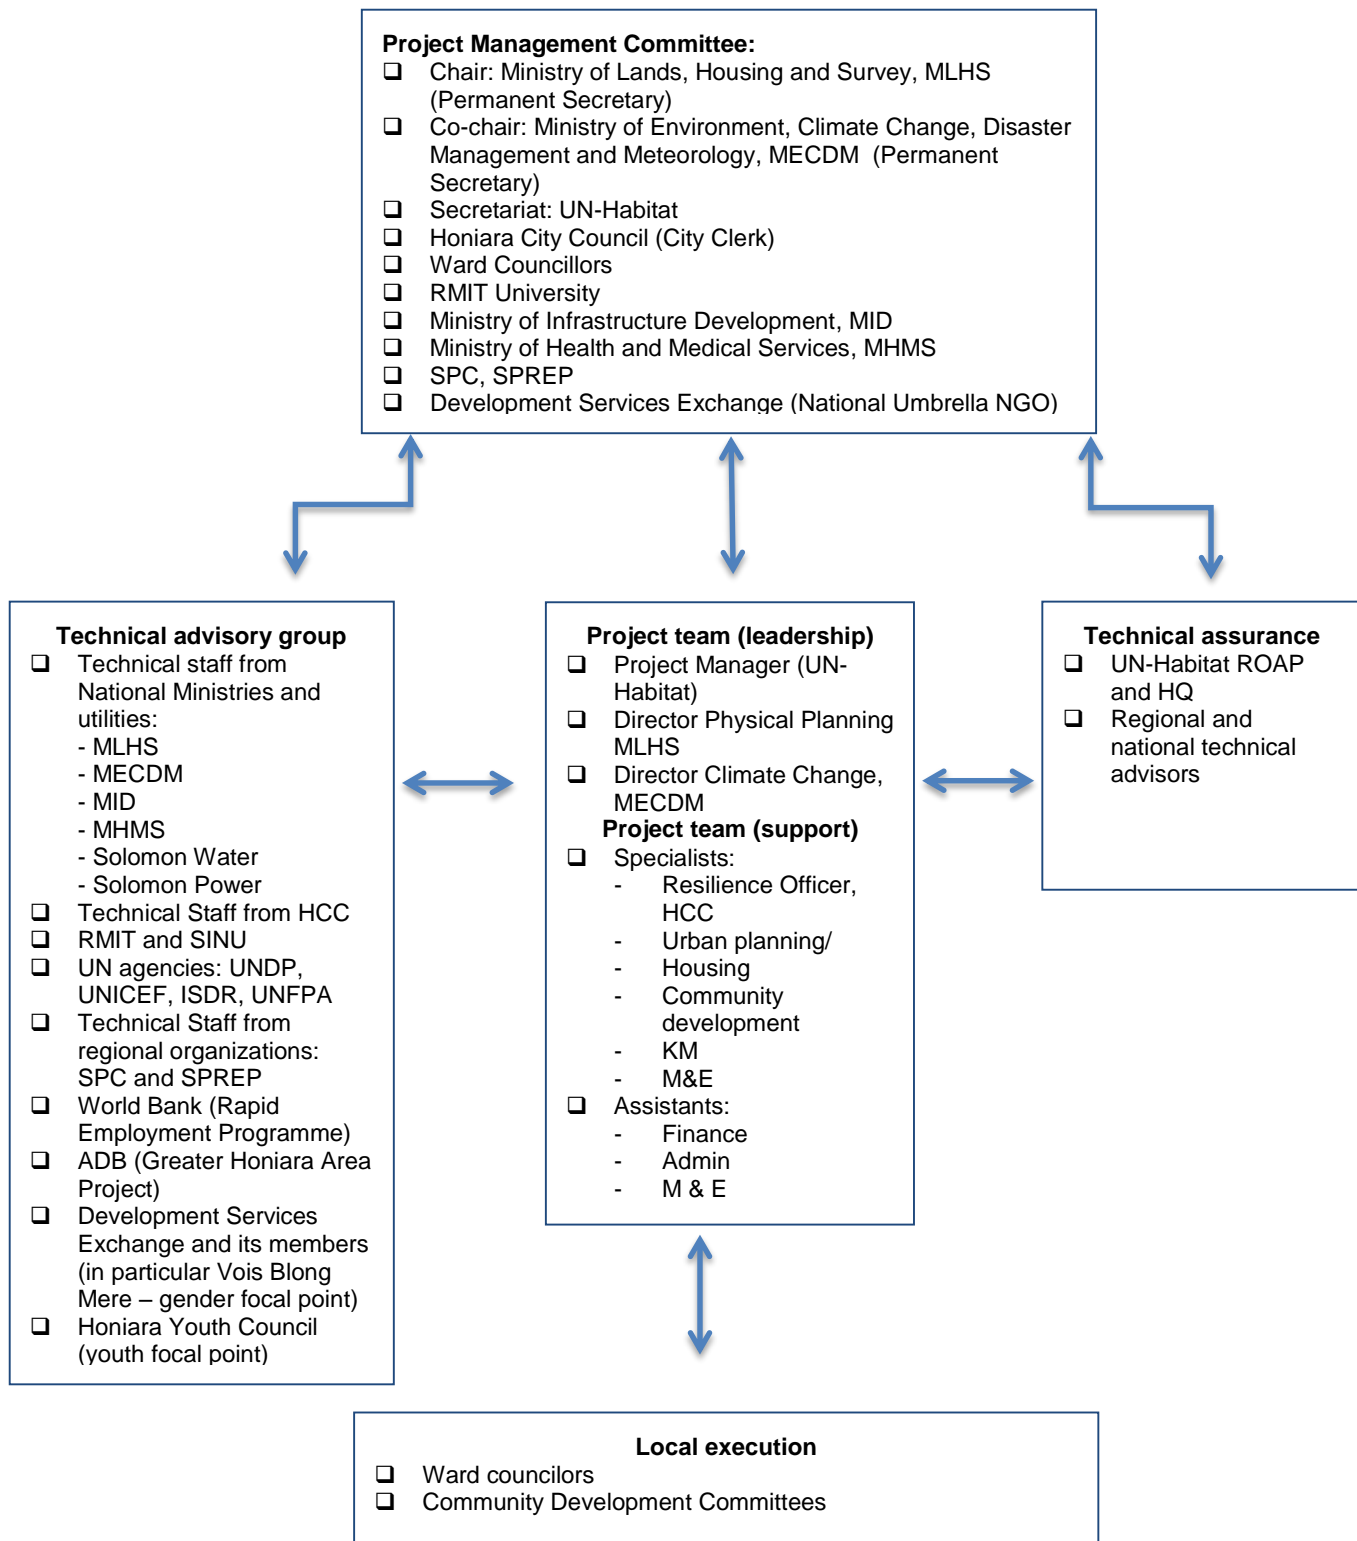 Project Management Committee:
❑ Chair: Ministry of Lands, Housing and Survey, MLHS
(Permanent Secretary)
❑ Co-chair: Ministry of Environment, Climate Change, Disaster
Management and Meteorology, MECDM (Permanent
Secretary)
❑ Secretariat: UN-Habitat
❑ Honiara City Council (City Clerk)
❑ Ward Councillors
❑ RMIT University
❑ Ministry of Infrastructure Development, MID
❑ Ministry of Health and Medical Services, MHMS
❑ SPC, SPREP
❑ Development Services Exchange (National Umbrella NGO)
Technical advisory group
❑ Technical staff from
National Ministries and
utilities:
- MLHS
- MECDM
- MID
- MHMS
- Solomon Water
- Solomon Power
❑ Technical Staff from HCC
❑ RMIT and SINU
❑ UN agencies: UNDP,
UNICEF, ISDR, UNFPA
❑ Technical Staff from
regional organizations:
SPC and SPREP
❑ World Bank (Rapid
Employment Programme)
❑ ADB (Greater Honiara Area
Project)
❑ Development Services
Exchange and its members
(in particular Vois Blong
Mere – gender focal point)
❑ Honiara Youth Council
(youth focal point)
Project team (leadership)
❑ Project Manager (UN-
Habitat)
❑ Director Physical Planning
MLHS
❑ Director Climate Change,
MECDM
Project team (support)
❑ Specialists:
- Resilience Officer,
HCC
- Urban planning/
- Housing
- Community
development
- KM
- M&E
❑ Assistants:
- Finance
- Admin
- M & E
Technical assurance
❑ UN-Habitat ROAP
and HQ
❑ Regional and
national technical
advisors
Local execution
❑ Ward councilors
❑ Community Development Committees